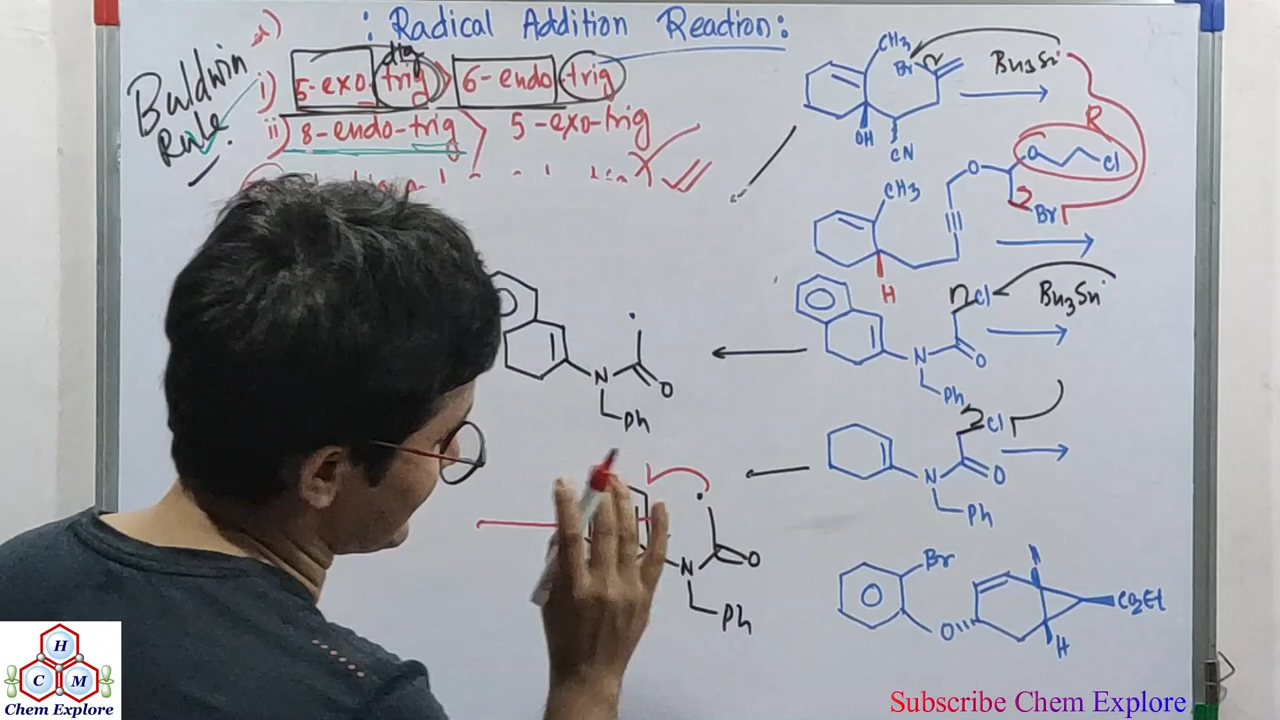 : Radical Addition Reaction:
Baldwin Rule.
i) 5-exo trig > 6-endo trig
dig
ii) 8-endo-trig > 5-exo-trig
CH3
Br
OH
CN
Bu3Sn
R
O
O
Cl
Br
CH3
H
Cl
Bu3Sn
N
O
Ph
N
O
Ph
Cl
N
O
Ph
N
O
Ph
Br
O
CO2Et
H
H
C M
Chem Explore
Subscribe Chem Explore